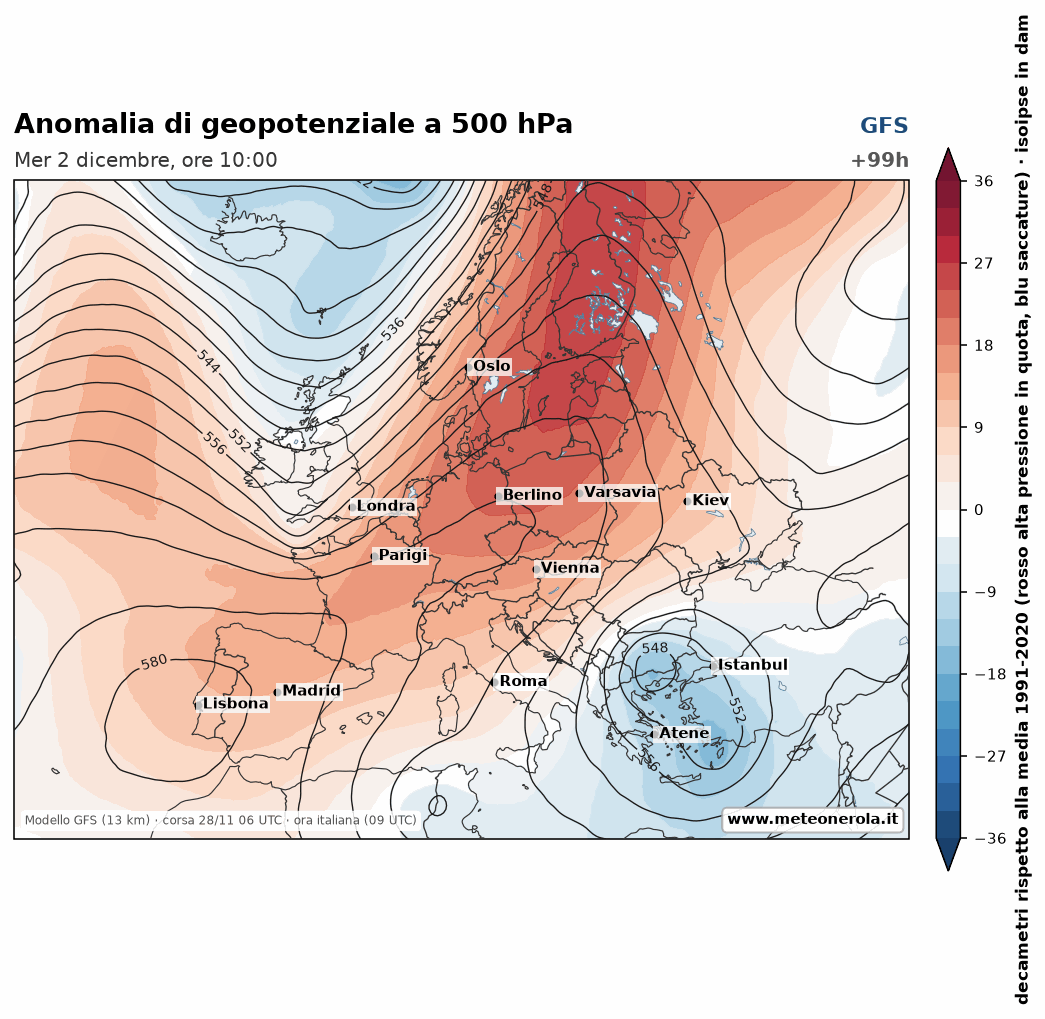 Anomalia di geopotenziale a 500 hPa
GFS
Mer 2 dicembre, ore 10:00
+99h
548
536
544
552
556
Oslo
Berlino
Varsavia
Kiev
Londra
Parigi
Vienna
580
548
Istanbul
Roma
Madrid
Lisbona
552
Atene
Modello GFS (13 km) · corsa 28/11 06 UTC · ora italiana (09 UTC)
www.meteonerola.it
36
27
18
9
0
−9
−18
−27
−36
decametri rispetto alla media 1991-2020 (rosso alta pressione in quota, blu saccature) · isoipse in dam